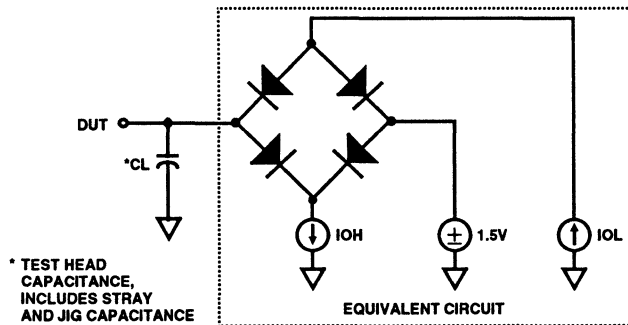 DUT
*CL
IOH
± 1.5V
IOL
* TEST HEAD
CAPACITANCE,
INCLUDES STRAY
AND JIG CAPACITANCE
EQUIVALENT CIRCUIT